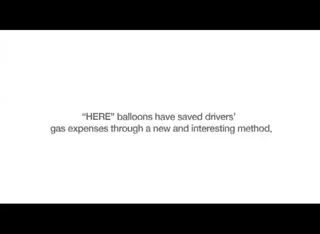 “HERE” balloons have saved drivers’
gas expenses through a new and interesting method,